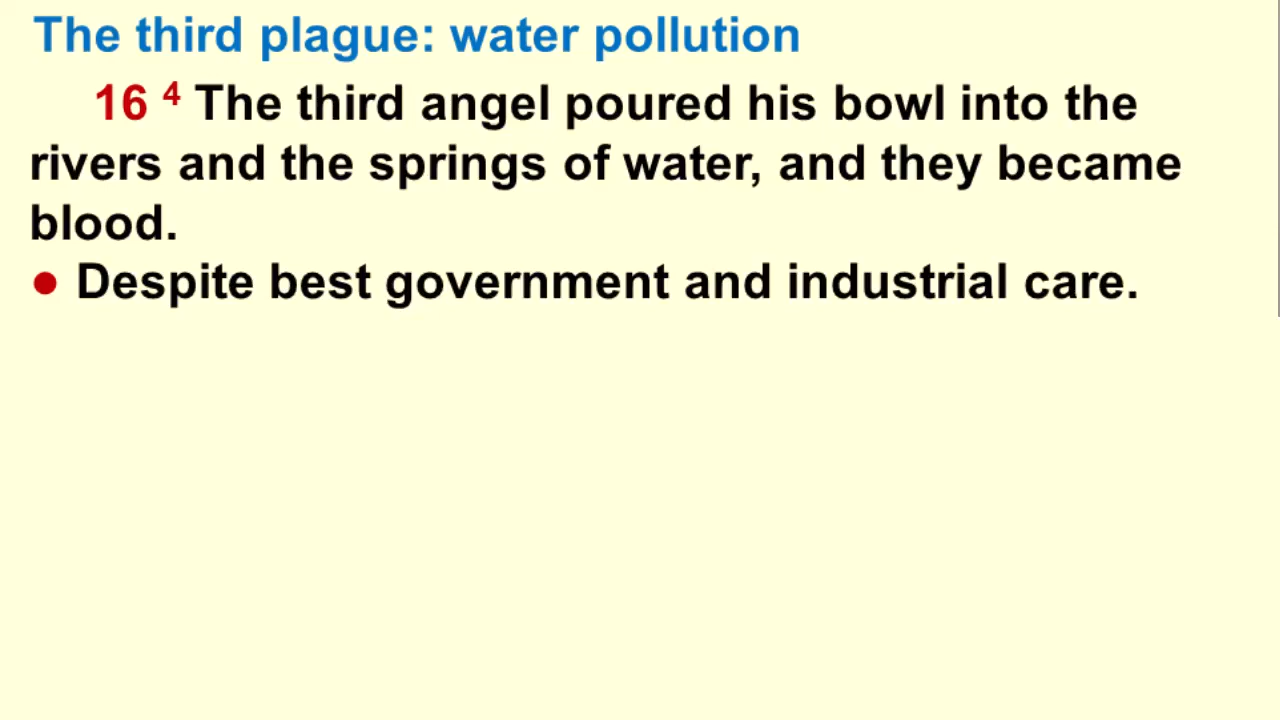 The third plague: water pollution
16 4 The third angel poured his bowl into the
rivers and the springs of water, and they became
blood.
● Despite best government and industrial care.